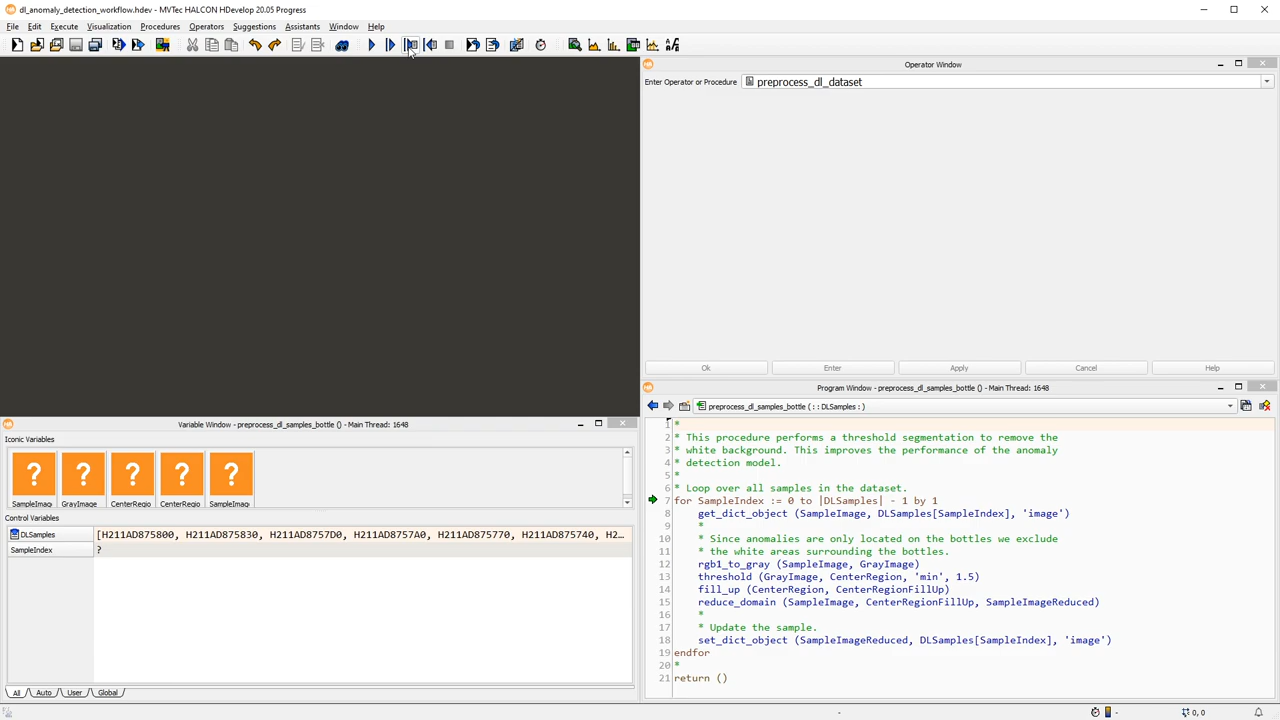 dl_anomaly_detection_workflow.hdev - MVTec HALCON HDevelop 20.05 Progress
File Edit Execute Visualization Procedures Operators Suggestions Assistants Window Help
Operator Window
Enter Operator or Procedure preprocess_dl_dataset
Ok Enter Apply Cancel Help
Program Window - preprocess_dl_samples_bottle () - Main Thread: 1648
preprocess_dl_samples_bottle ( : : DLSamples : )
1 *
2 * This procedure performs a threshold segmentation to remove the
3 * white background. This improves the performance of the anomaly
4 * detection model.
5 *
6 * Loop over all samples in the dataset.
7 for SampleIndex := 0 to |DLSamples| - 1 by 1
8 get_dict_object (SampleImage, DLSamples[SampleIndex], 'image')
9 *
10 * Since anomalies are only located on the bottles we exclude
11 * the white areas surrounding the bottles.
12 rgb1_to_gray (SampleImage, GrayImage)
13 threshold (GrayImage, CenterRegion, 'min', 1.5)
14 fill_up (CenterRegion, CenterRegionFillUp)
15 reduce_domain (SampleImage, CenterRegionFillUp, SampleImageReduced)
16 *
17 * Update the sample.
18 set_dict_object (SampleImageReduced, DLSamples[SampleIndex], 'image')
19 endfor
20 *
21 return ()
Variable Window - preprocess_dl_samples_bottle () - Main Thread: 1648
Iconic Variables
? ? ? ? ?
SampleImag GrayImage CenterRegio CenterRegio SampleImag
Control Variables
DLSamples [H211AD875800, H211AD875830, H211AD8757D0, H211AD8757A0, H211AD875770, H211AD875740, H2...
SampleIndex ?
All Auto User Global
- - 0, 0